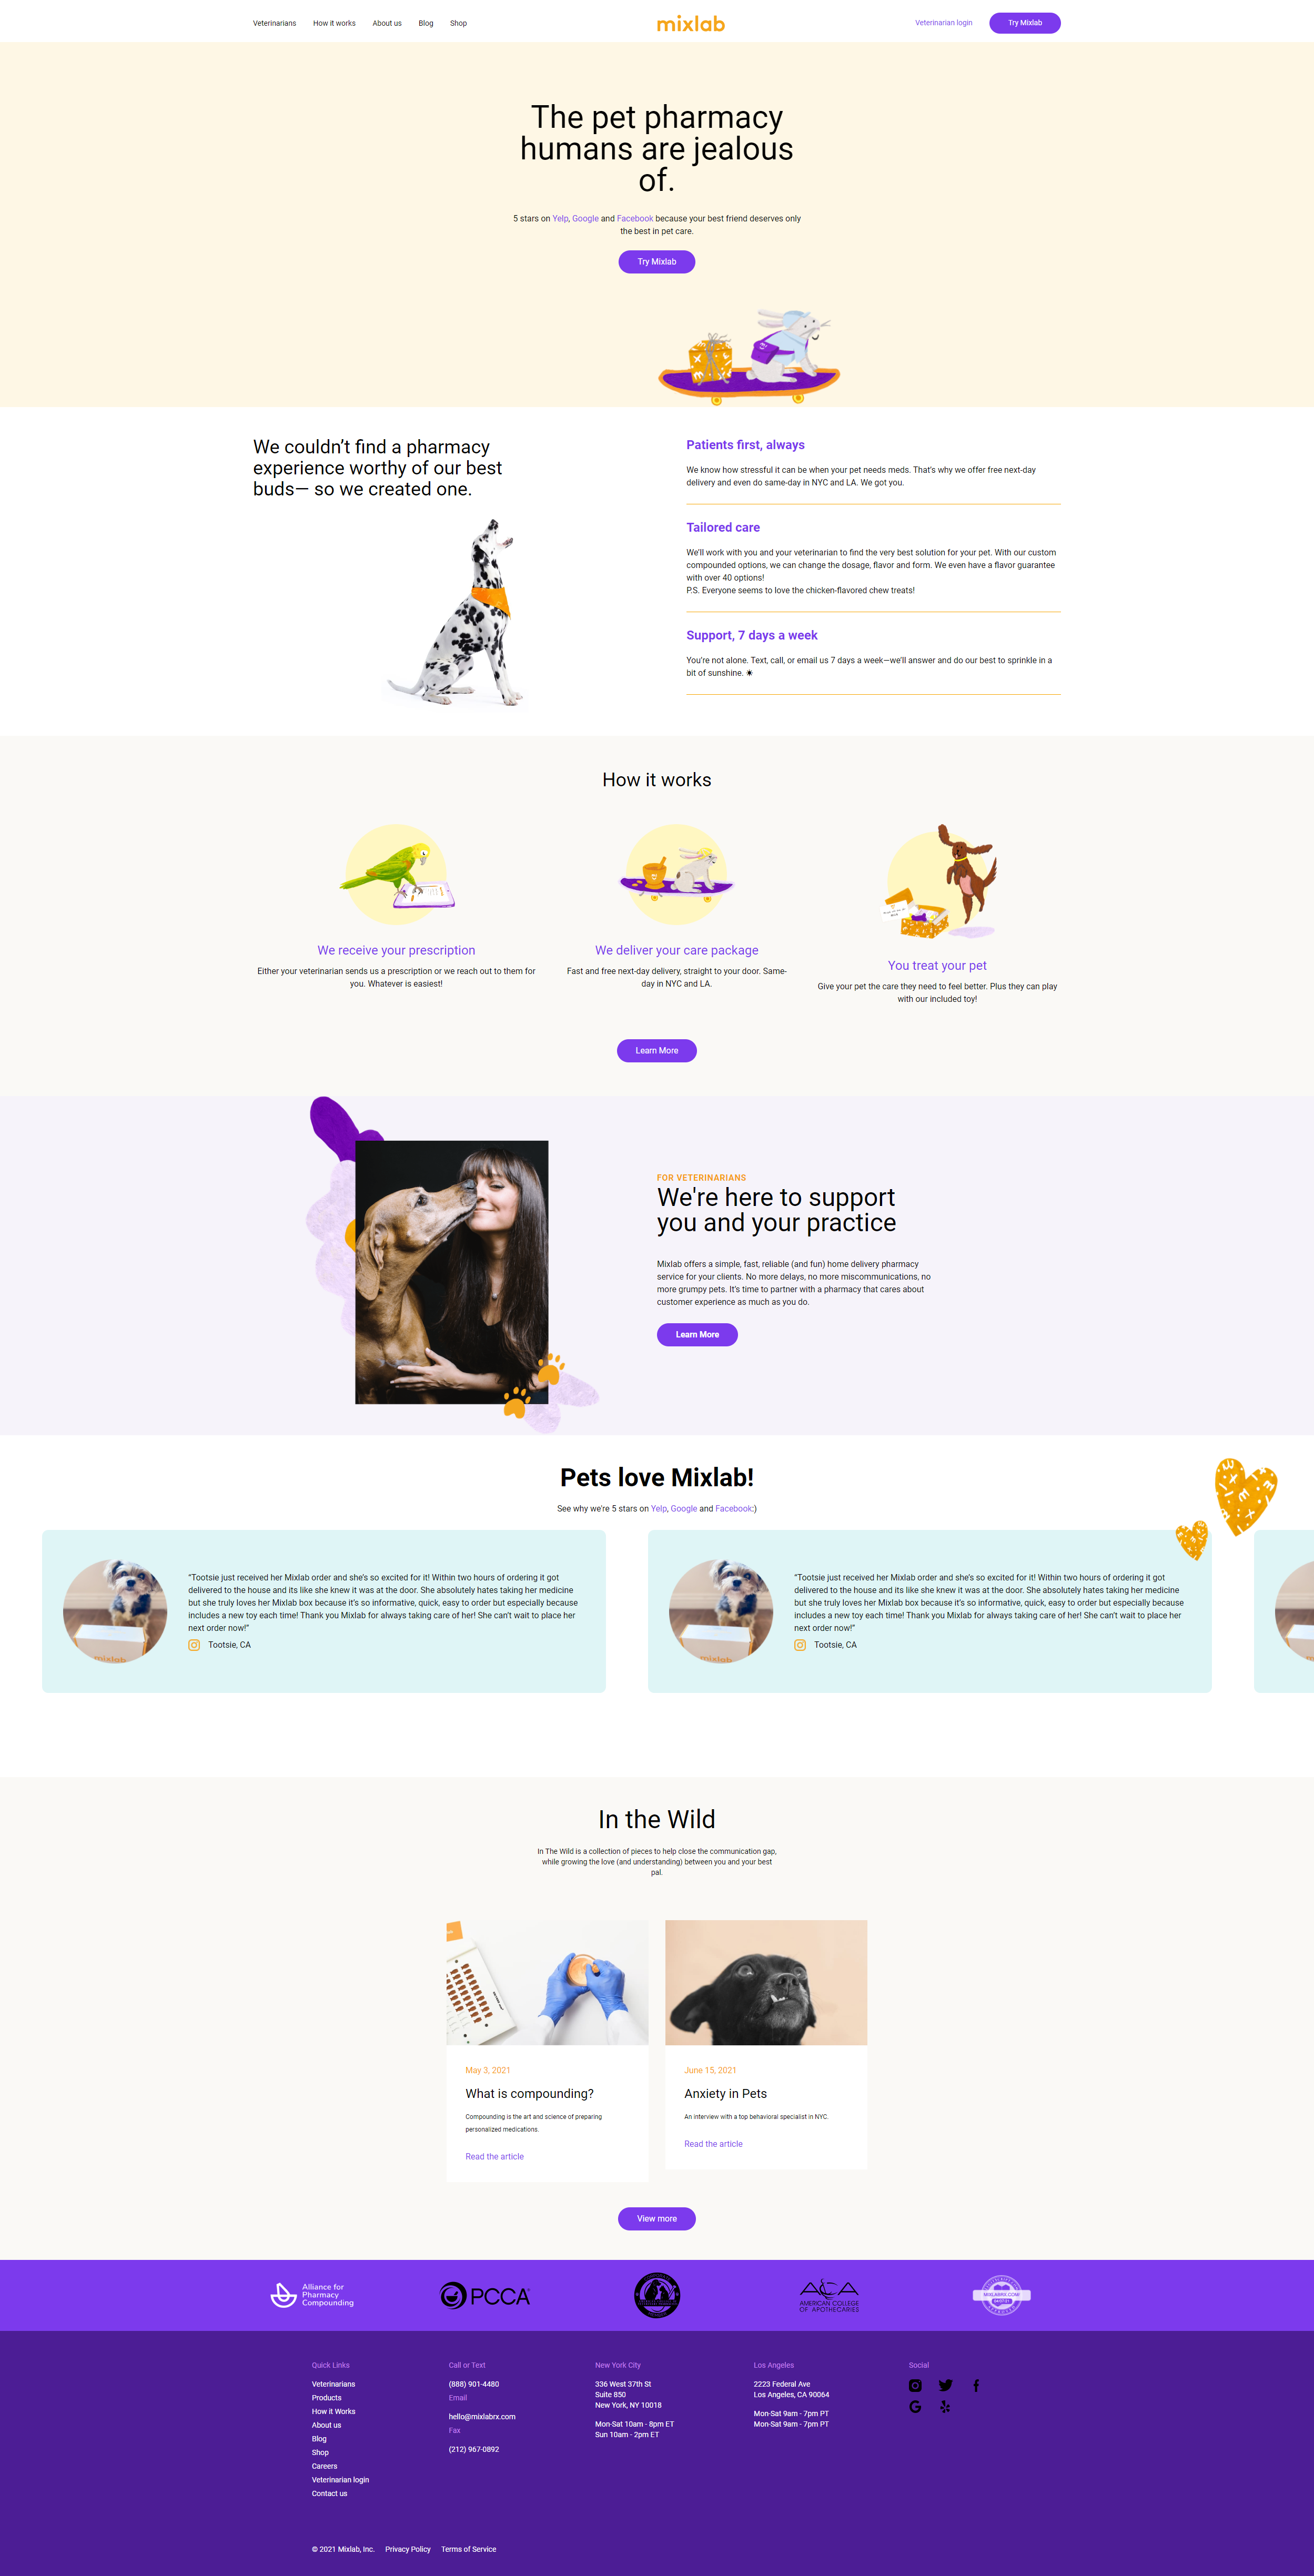 Veterinarians How it works About us Blog Shop
mixlab
Veterinarian login Try Mixlab
The pet pharmacy
humans are jealous
of.
5 stars on Yelp, Google and Facebook because your best friend deserves only
the best in pet care.
Try Mixlab
We couldn’t find a pharmacy
experience worthy of our best
buds— so we created one.
Patients first, always
We know how stressful it can be when your pet needs meds. That’s why we offer free next-day
delivery and even do same-day in NYC and LA. We got you.
Tailored care
We’ll work with you and your veterinarian to find the very best solution for your pet. With our custom
compounded options, we can change the dosage, flavor and form. We even have a flavor guarantee
with over 40 options!
P.S. Everyone seems to love the chicken-flavored chew treats!
Support, 7 days a week
You’re not alone. Text, call, or email us 7 days a week—we’ll answer and do our best to sprinkle in a
bit of sunshine. ☀
How it works
We receive your prescription
Either your veterinarian sends us a prescription or we reach out to them for
you. Whatever is easiest!
We deliver your care package
Fast and free next-day delivery, straight to your door. Same-
day in NYC and LA.
You treat your pet
Give your pet the care they need to feel better. Plus they can play
with our included toy!
Learn More
FOR VETERINARIANS
We're here to support
you and your practice
Mixlab offers a simple, fast, reliable (and fun) home delivery pharmacy
service for your clients. No more delays, no more miscommunications, no
more grumpy pets. It’s time to partner with a pharmacy that cares about
customer experience as much as you do.
Learn More
Pets love Mixlab!
See why we’re 5 stars on Yelp, Google and Facebook:)
“Tootsie just received her Mixlab order and she’s so excited for it! Within two hours of ordering it got
delivered to the house and its like she knew it was at the door. She absolutely hates taking her medicine
but she truly loves her Mixlab box because it’s so informative, quick, easy to order but especially because
includes a new toy each time! Thank you Mixlab for always taking care of her! She can’t wait to place her
next order now!”
Tootsie, CA
mixlab
“Tootsie just received her Mixlab order and she’s so excited for it! Within two hours of ordering it got
delivered to the house and its like she knew it was at the door. She absolutely hates taking her medicine
but she truly loves her Mixlab box because it’s so informative, quick, easy to order but especially because
includes a new toy each time! Thank you Mixlab for always taking care of her! She can’t wait to place her
next order now!”
Tootsie, CA
mixlab
In the Wild
In The Wild is a collection of pieces to help close the communication gap,
while growing the love (and understanding) between you and your best
pal.
May 3, 2021
What is compounding?
Compounding is the art and science of preparing
personalized medications.
Read the article
June 15, 2021
Anxiety in Pets
An interview with a top behavioral specialist in NYC.
Read the article
View more
Alliance for
Pharmacy
Compounding
PCCA
ACA
AMERICAN COLLEGE
OF APOTHECARIES
MIXLABRX.COM
Quick Links
Veterinarians
Products
How it Works
About us
Blog
Shop
Careers
Veterinarian login
Contact us
Call or Text
(888) 901-4480
Email
hello@mixlabrx.com
Fax
(212) 967-0892
New York City
336 West 37th St
Suite 850
New York, NY 10018
Mon-Sat 10am - 8pm ET
Sun 10am - 2pm ET
Los Angeles
2223 Federal Ave
Los Angeles, CA 90064
Mon-Sat 9am - 7pm PT
Mon-Sat 9am - 7pm PT
Social
© 2021 Mixlab, Inc. Privacy Policy Terms of Service